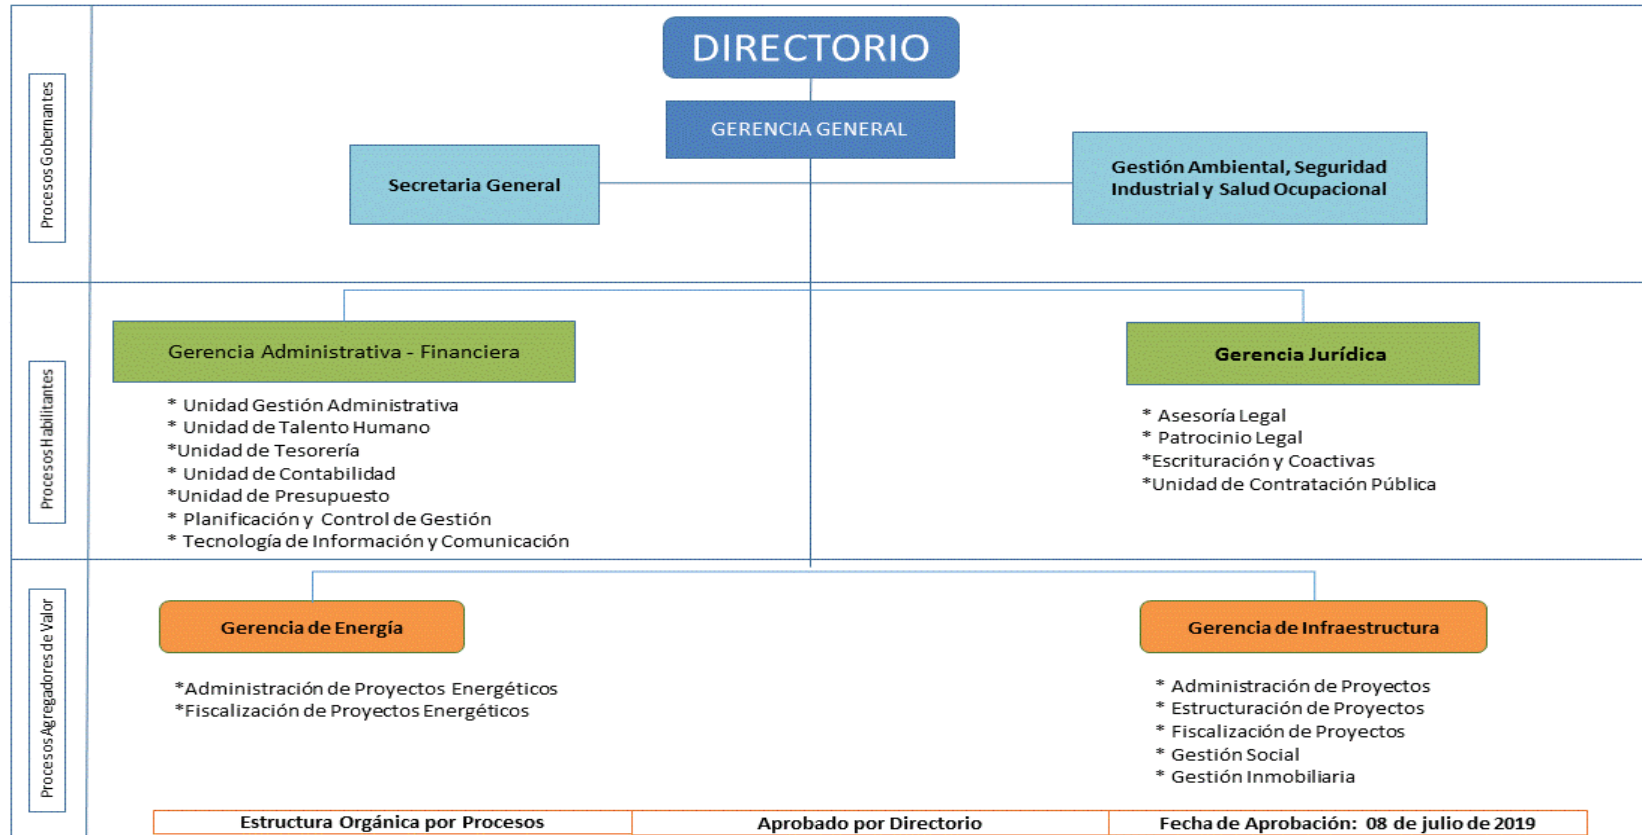 DIRECTORIO
GERENCIA GENERAL
Procesos Gobernantes
Secretaria General
Gestión Ambiental, Seguridad
Industrial y Salud Ocupacional
Procesos Habilitantes
Gerencia Administrativa - Financiera
* Unidad Gestión Administrativa
* Unidad de Talento Humano
*Unidad de Tesorería
* Unidad de Contabilidad
*Unidad de Presupuesto
* Planificación y Control de Gestión
* Tecnología de Información y Comunicación
Gerencia Jurídica
* Asesoría Legal
* Patrocinio Legal
*Escrituración y Coactivas
*Unidad de Contratación Pública
Procesos Agregadores de Valor
Gerencia de Energía
*Administración de Proyectos Energéticos
*Fiscalización de Proyectos Energéticos
Gerencia de Infraestructura
* Administración de Proyectos
* Estructuración de Proyectos
* Fiscalización de Proyectos
* Gestión Social
* Gestión Inmobiliaria
Estructura Orgánica por Procesos
Aprobado por Directorio
Fecha de Aprobación: 08 de julio de 2019